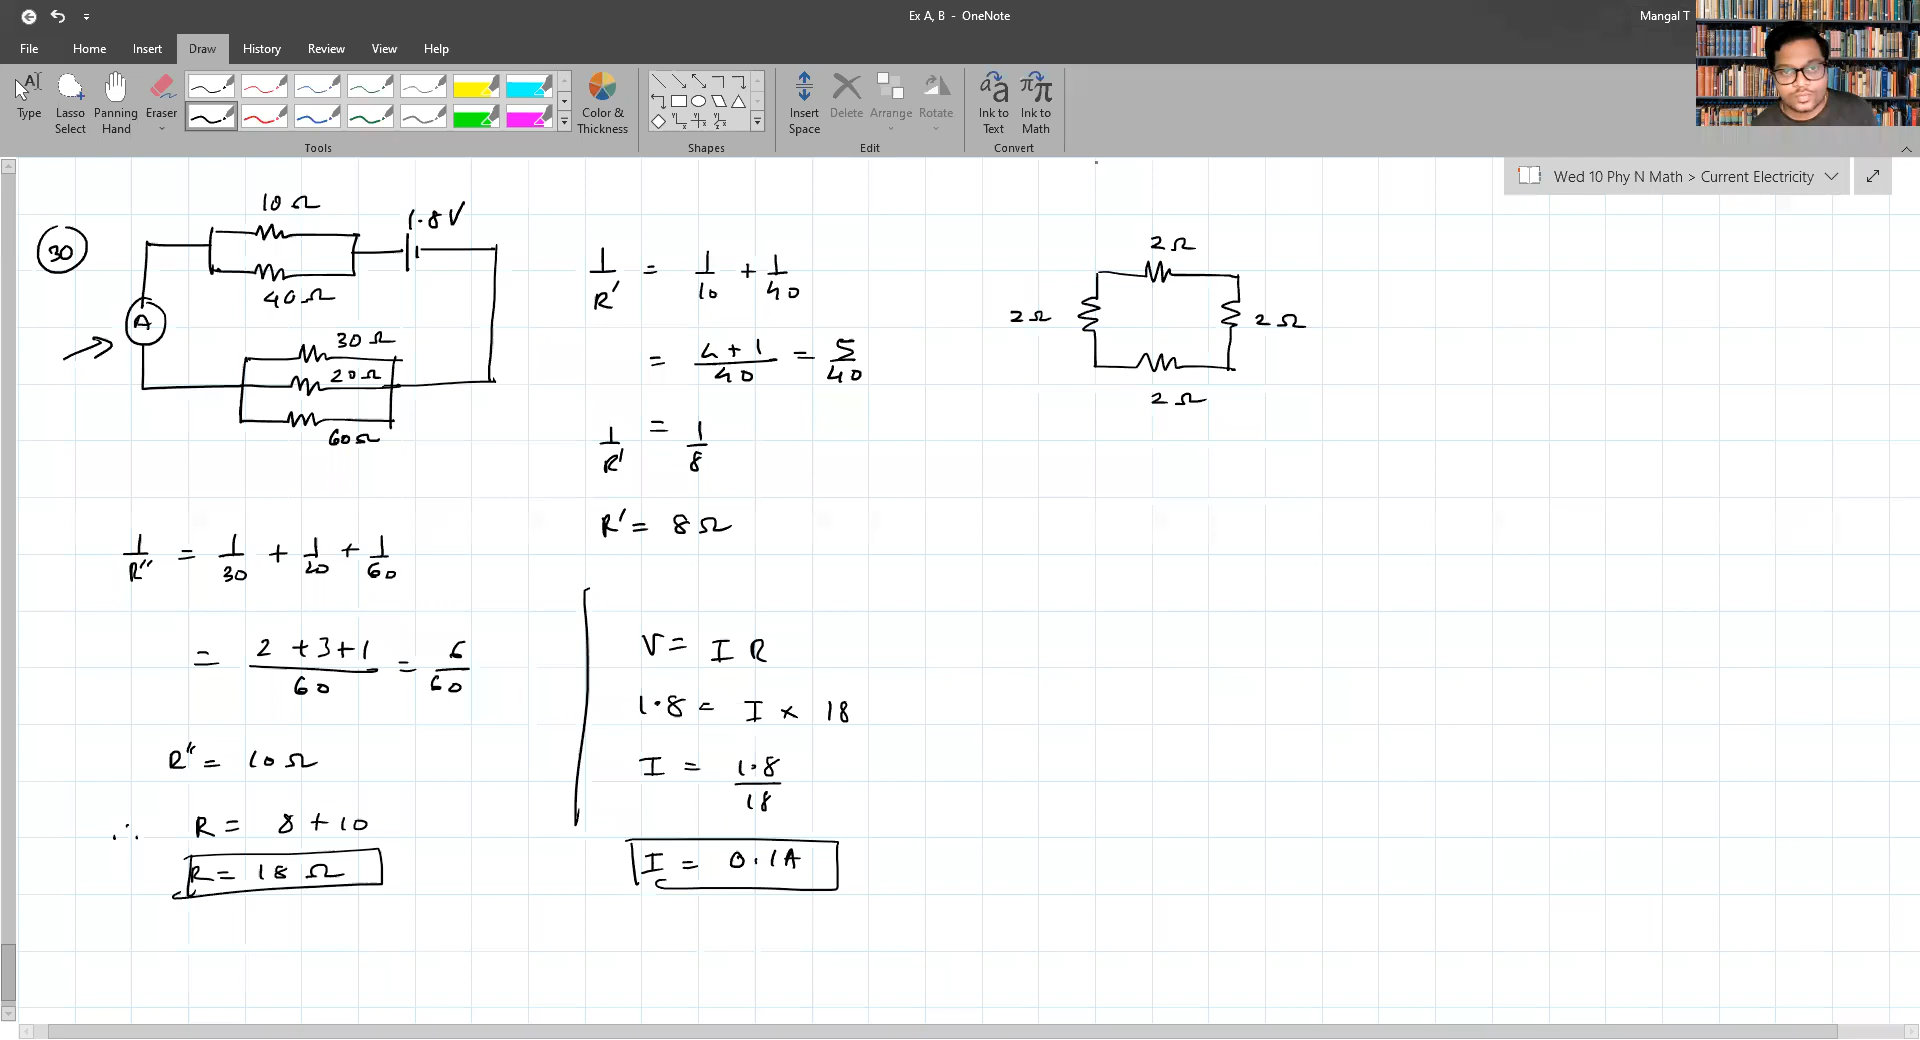 Ex A, B - OneNote
Mangal T
File Home Insert Draw History Review View Help
Type
Lasso Select
Panning Hand
Eraser
Color & Thickness
Insert Space
Delete
Arrange
Rotate
Ink to Text
Ink to Math
Tools
Shapes
Edit
Convert
Wed 10 Phy N Math > Current Electricity
30
10 Ω
1.8 V
40 Ω
A
30 Ω
20 Ω
60 Ω
1/R' = 1/10 + 1/40
= (4 + 1)/40 = 5/40
1/R' = 1/8
R' = 8 Ω
1/R'' = 1/30 + 1/20 + 1/60
= (2 + 3 + 1)/60 = 6/60
R'' = 10 Ω
∴ R = 8 + 10
R = 18 Ω
V = I R
1.8 = I × 18
I = 1.8/18
I = 0.1 A
2 Ω
2 Ω
2 Ω
2 Ω